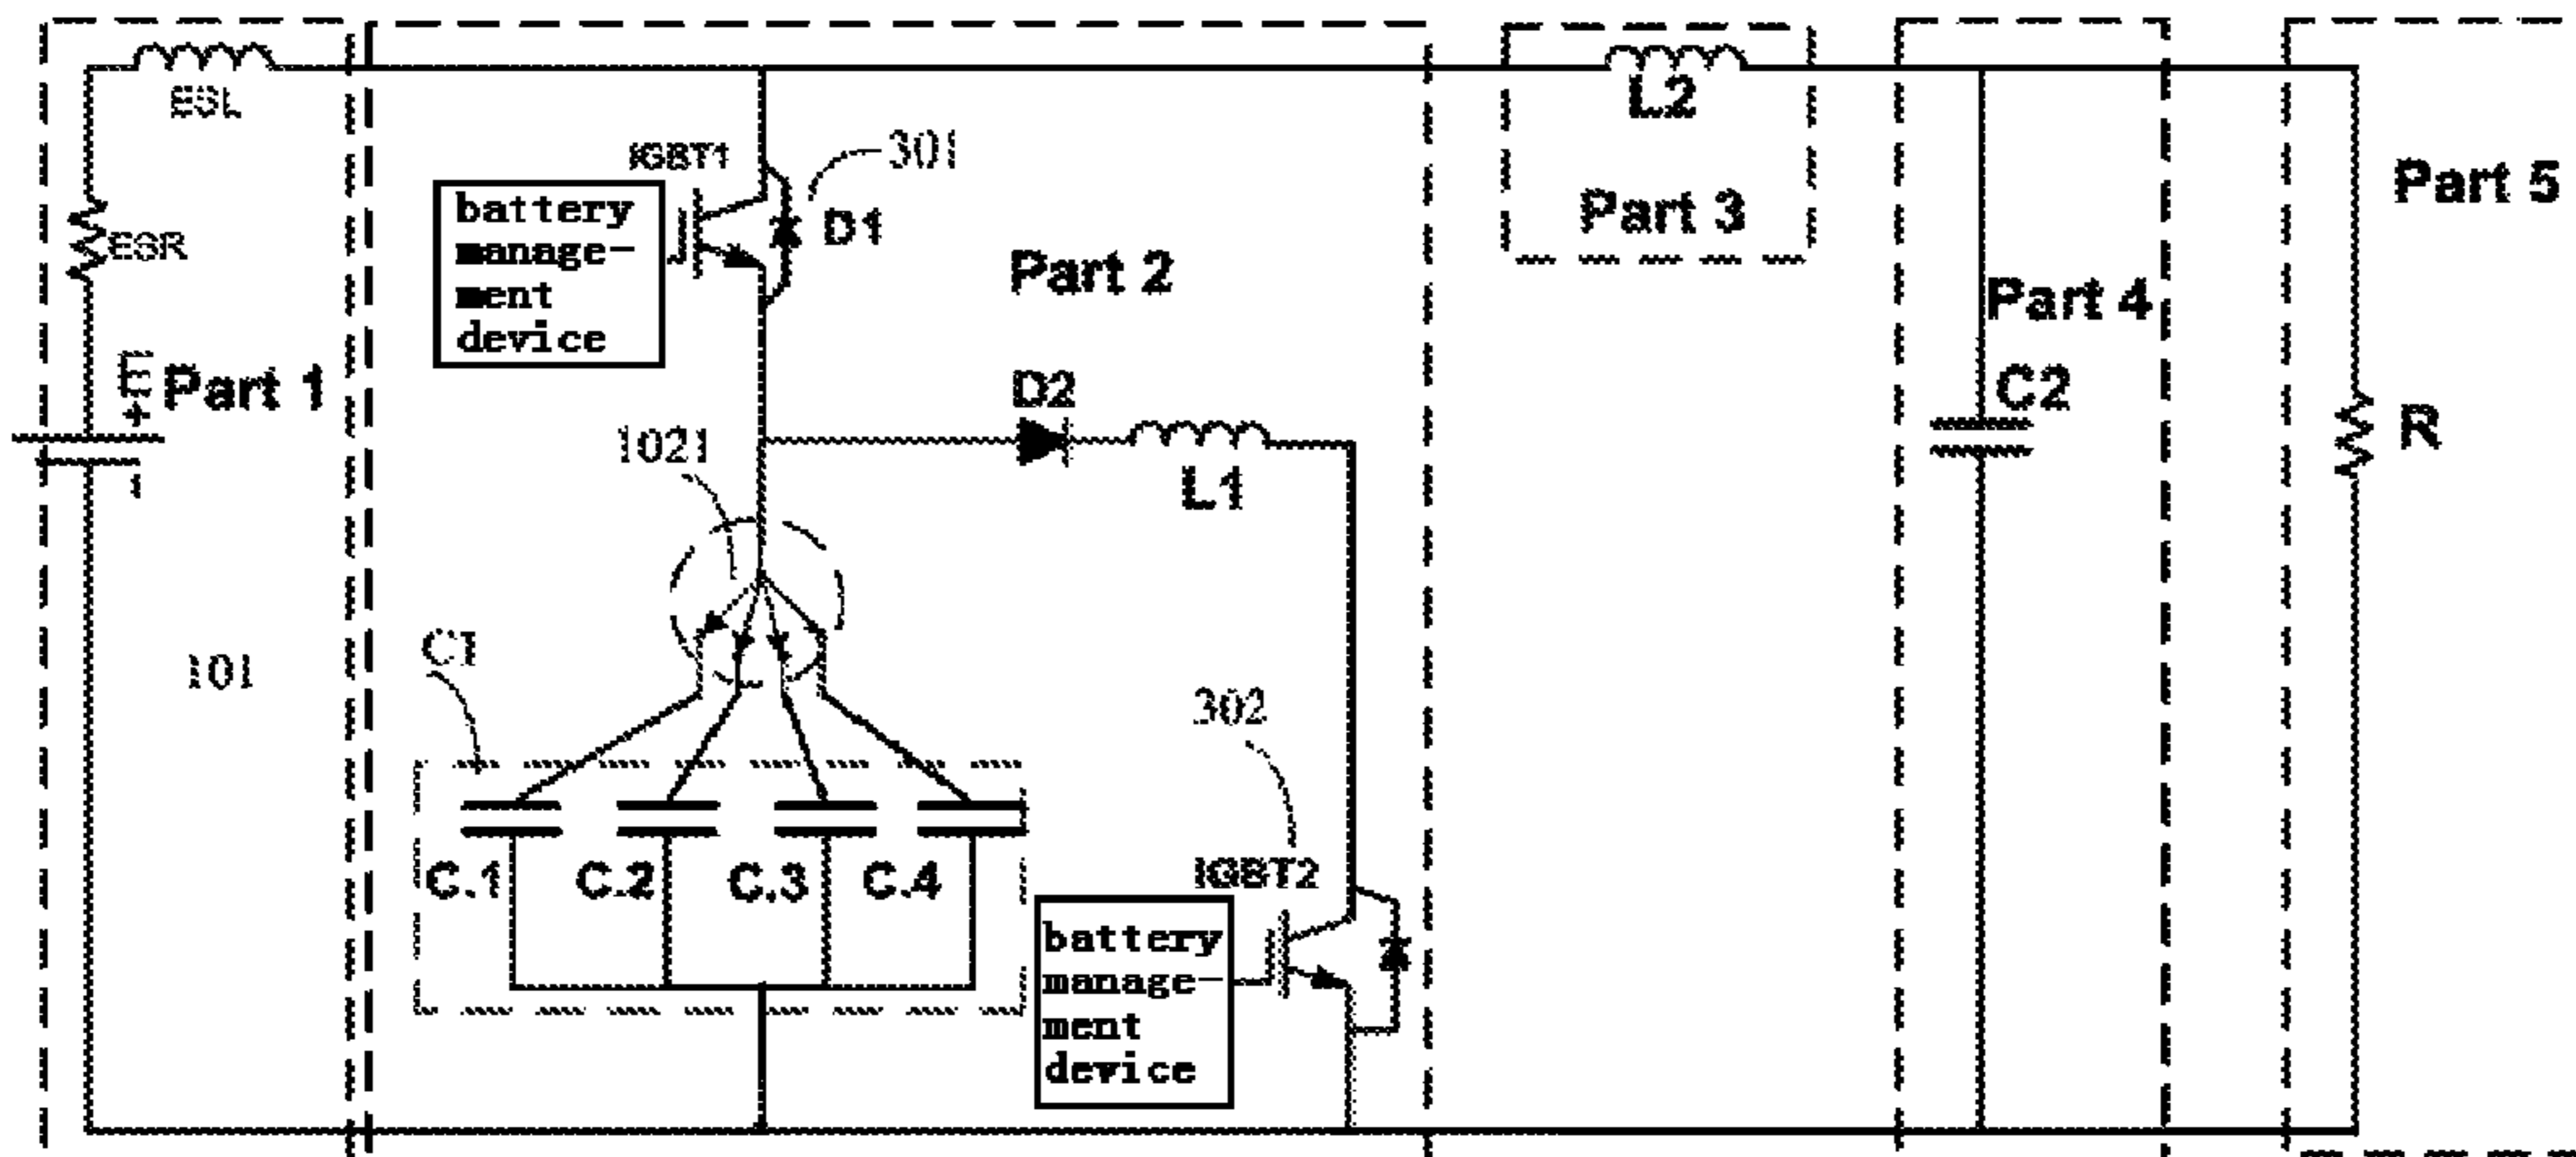 ESL
ESR
E
+
-
Part 1
101
IGBT1
301
D1
battery
manage-
ment
device
Part 2
D2
L1
1021
C1
C.1
C.2
C.3
C.4
302
IGBT2
battery
manage-
ment
device
L2
Part 3
Part 4
C2
Part 5
R